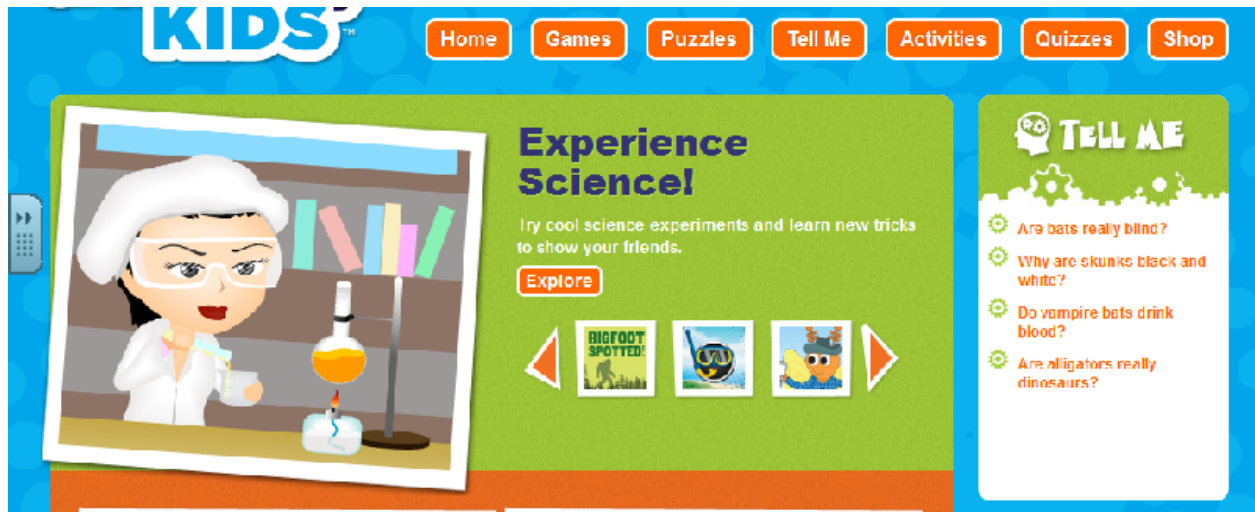 KIDS™
Home
Games
Puzzles
Tell Me
Activities
Quizzes
Shop
Experience
Science!
Try cool science experiments and learn new tricks
to show your friends.
Explore
BIGFOOT
SPOTTED!
TELL ME
Are bats really blind?
Why are skunks black and
white?
Do vampire bats drink
blood?
Are alligators really
dinosaurs?